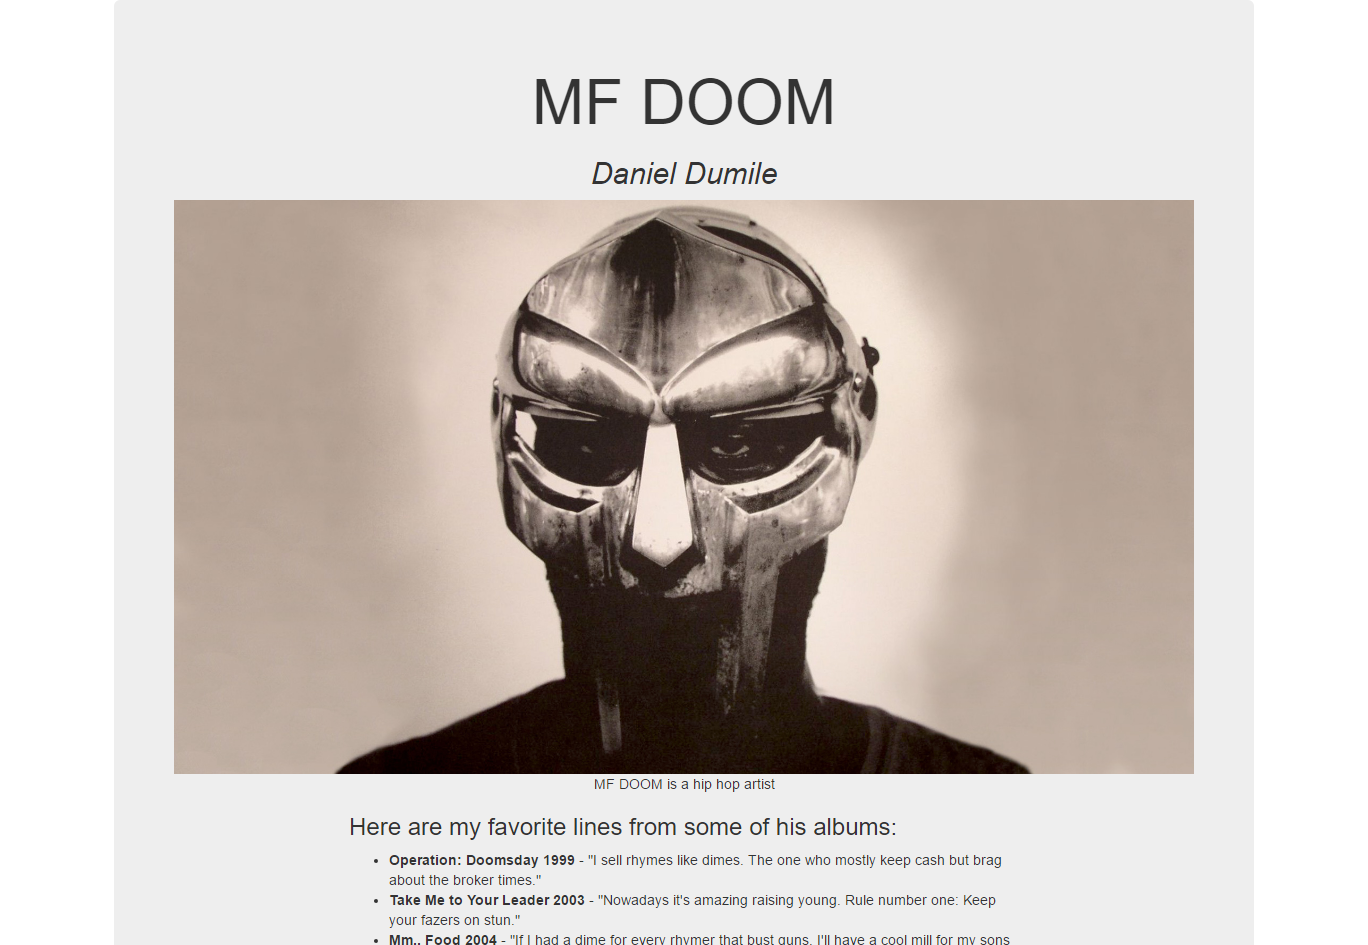 MF DOOM
Daniel Dumile
MF DOOM is a hip hop artist
Here are my favorite lines from some of his albums:
Operation: Doomsday 1999 - "I sell rhymes like dimes. The one who mostly keep cash but brag
about the broker times."
Take Me to Your Leader 2003 - "Nowadays it's amazing raising young. Rule number one: Keep
your fazers on stun."
Mm.. Food 2004 - "If I had a dime for every rhymer that bust guns, I'll have a cool mill for my sons